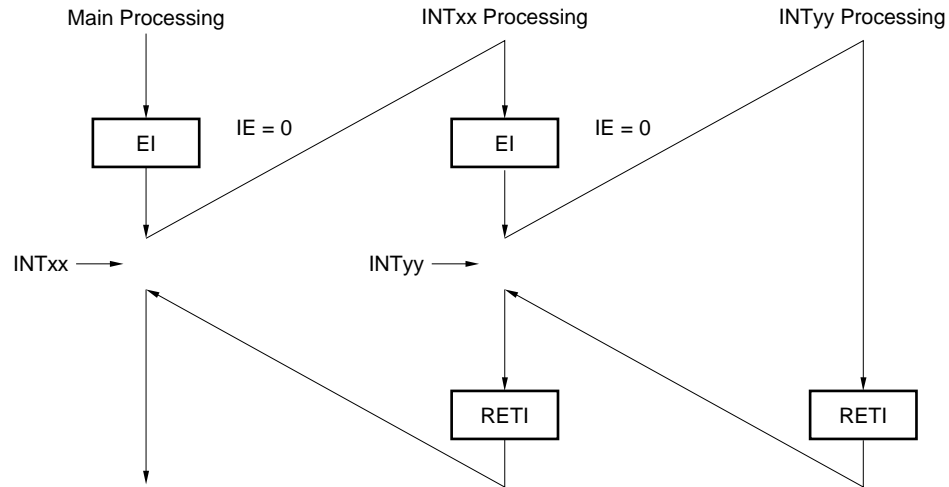 Main Processing
INTxx Processing
INTyy Processing
EI
IE = 0
EI
IE = 0
INTxx
INTyy
RETI
RETI